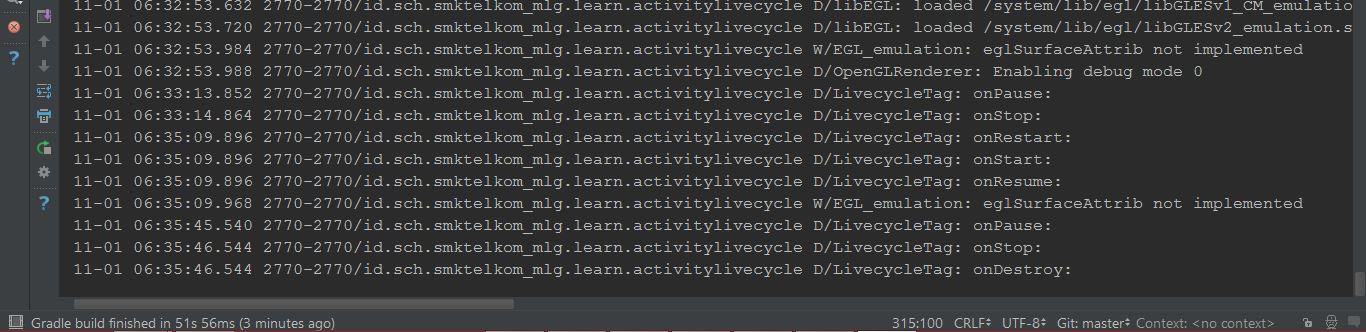 11-01 06:32:53.632 2770-2770/id.sch.smktelkom_mlg.learn.activitylivecycle D/libEGL: loaded /system/lib/egl/libGLESv1_CM_emulatio
11-01 06:32:53.720 2770-2770/id.sch.smktelkom_mlg.learn.activitylivecycle D/libEGL: loaded /system/lib/egl/libGLESv2_emulation.s
11-01 06:32:53.984 2770-2770/id.sch.smktelkom_mlg.learn.activitylivecycle W/EGL_emulation: eglSurfaceAttrib not implemented
11-01 06:32:53.988 2770-2770/id.sch.smktelkom_mlg.learn.activitylivecycle D/OpenGLRenderer: Enabling debug mode 0
11-01 06:33:13.852 2770-2770/id.sch.smktelkom_mlg.learn.activitylivecycle D/LivecycleTag: onPause:
11-01 06:33:14.864 2770-2770/id.sch.smktelkom_mlg.learn.activitylivecycle D/LivecycleTag: onStop:
11-01 06:35:09.896 2770-2770/id.sch.smktelkom_mlg.learn.activitylivecycle D/LivecycleTag: onRestart:
11-01 06:35:09.896 2770-2770/id.sch.smktelkom_mlg.learn.activitylivecycle D/LivecycleTag: onStart:
11-01 06:35:09.896 2770-2770/id.sch.smktelkom_mlg.learn.activitylivecycle D/LivecycleTag: onResume:
11-01 06:35:09.968 2770-2770/id.sch.smktelkom_mlg.learn.activitylivecycle W/EGL_emulation: eglSurfaceAttrib not implemented
11-01 06:35:45.540 2770-2770/id.sch.smktelkom_mlg.learn.activitylivecycle D/LivecycleTag: onPause:
11-01 06:35:46.544 2770-2770/id.sch.smktelkom_mlg.learn.activitylivecycle D/LivecycleTag: onStop:
11-01 06:35:46.544 2770-2770/id.sch.smktelkom_mlg.learn.activitylivecycle D/LivecycleTag: onDestroy:
Gradle build finished in 51s 56ms (3 minutes ago) 315:100 CRLF UTF-8 Git: master Context: <no context>